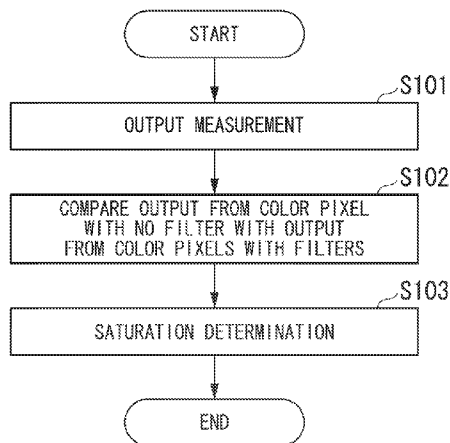 START
S101
OUTPUT MEASUREMENT
S102
COMPARE OUTPUT FROM COLOR PIXEL
WITH NO FILTER WITH OUTPUT
FROM COLOR PIXELS WITH FILTERS
S103
SATURATION DETERMINATION
END